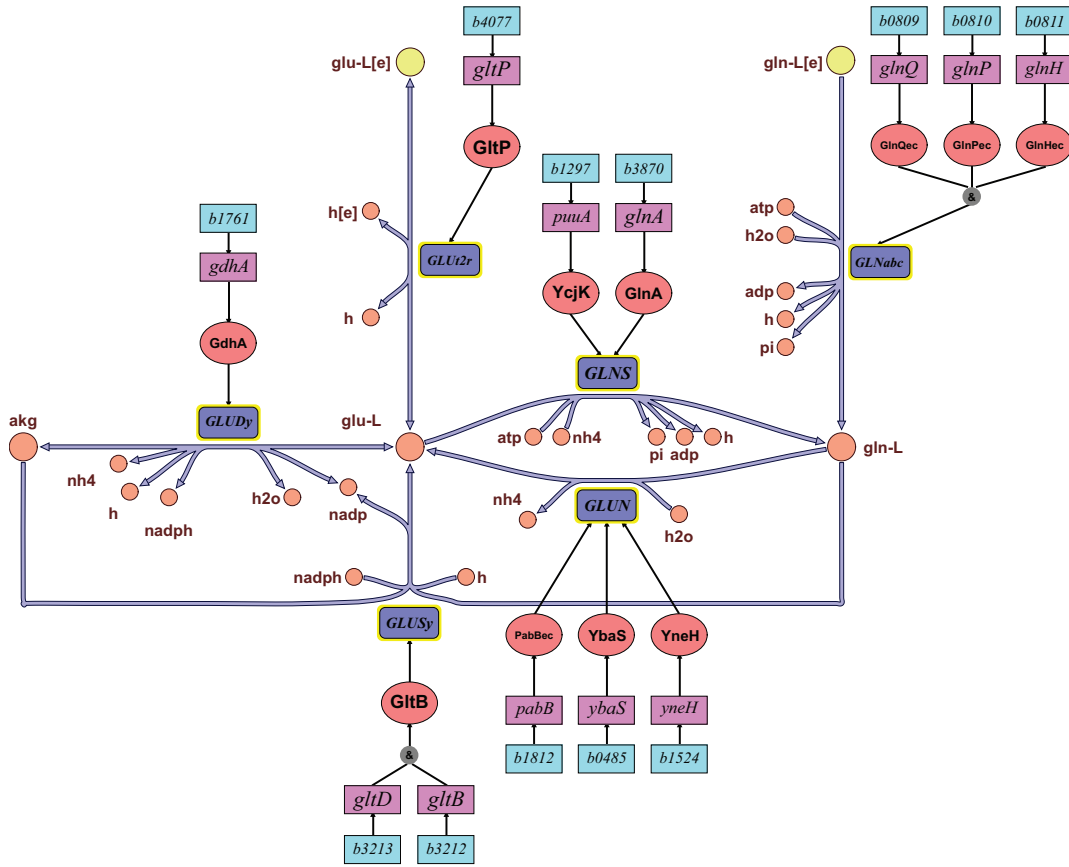 b4077
b0809 b0810 b0811
glu-L[e] gltP gln-L[e] glnQ glnP glnH
GltP GlnQec GlnPec GlnHec
b1297 b3870
&
b1761 h[e] puuA glnA atp
h2o
gdhA GLUt2r GLNabc
YcjK GlnA adp
h h
GdhA pi
GLNS
akg GLUDy glu-L
atp nh4 pi adp h gln-L
nh4 h2o nadp nh4 GLUN
h nadph h2o
nadph h
GLUSy PabBec YbaS YneH
GltB pabB ybaS yneH
& b1812 b0485 b1524
gltD gltB
b3213 b3212